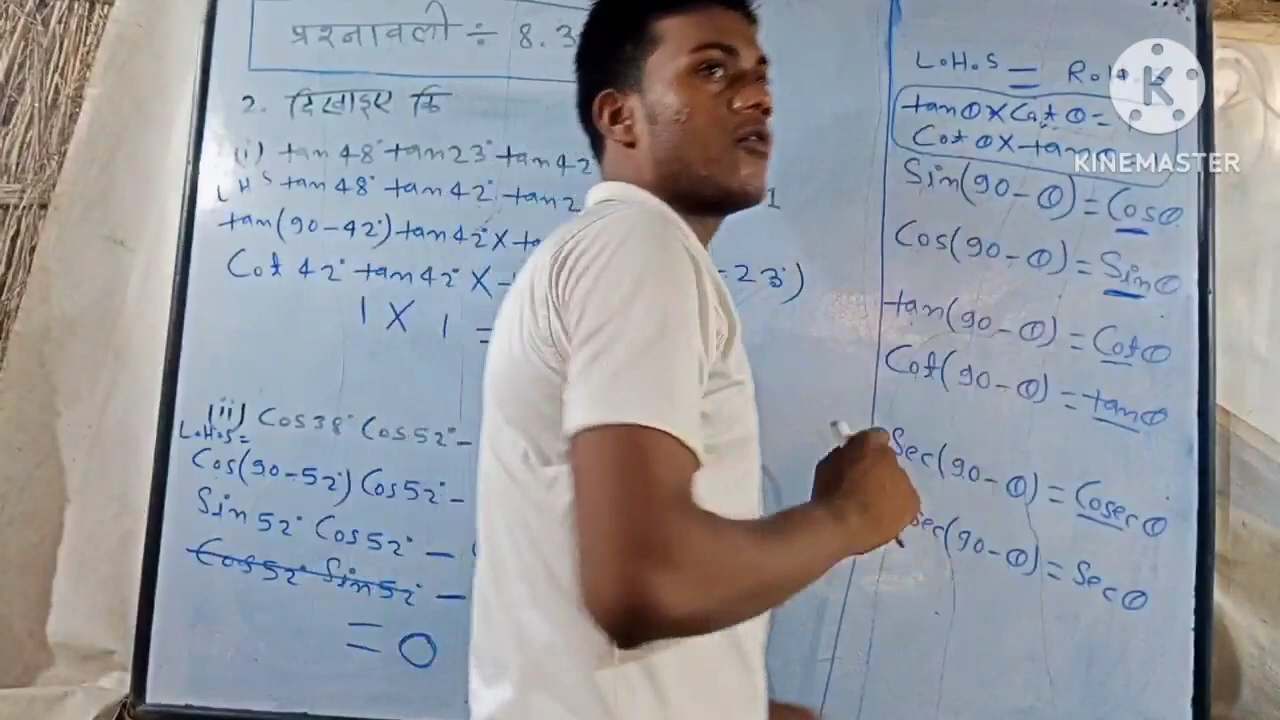 प्रश्नावली ÷ 8.3
2. दिखाइए कि
(i) tan 48° tan 23° tan 42
LHS tan 48° tan 42° tan 2 1
tan(90-42°) tan 42° X
Cot 42° tan 42° X 23°)
1 X 1 =
(ii) Cos 38° Cos 52° -
L.H.S =
Cos(90-52°) Cos 52° -
Sin 52° Cos 52° -
Cos 52° Sin 52° -
= 0
L.H.S = R.H.S
tan θ X Cot θ =
Cot θ X tan θ
Sin(90-θ) = Cos θ
Cos(90-θ) = Sin θ
tan(90-θ) = Cot θ
Cot(90-θ) = tan θ
Sec(90-θ) = Cosec θ
sec(90-θ) = Sec θ
K
KINEMASTER